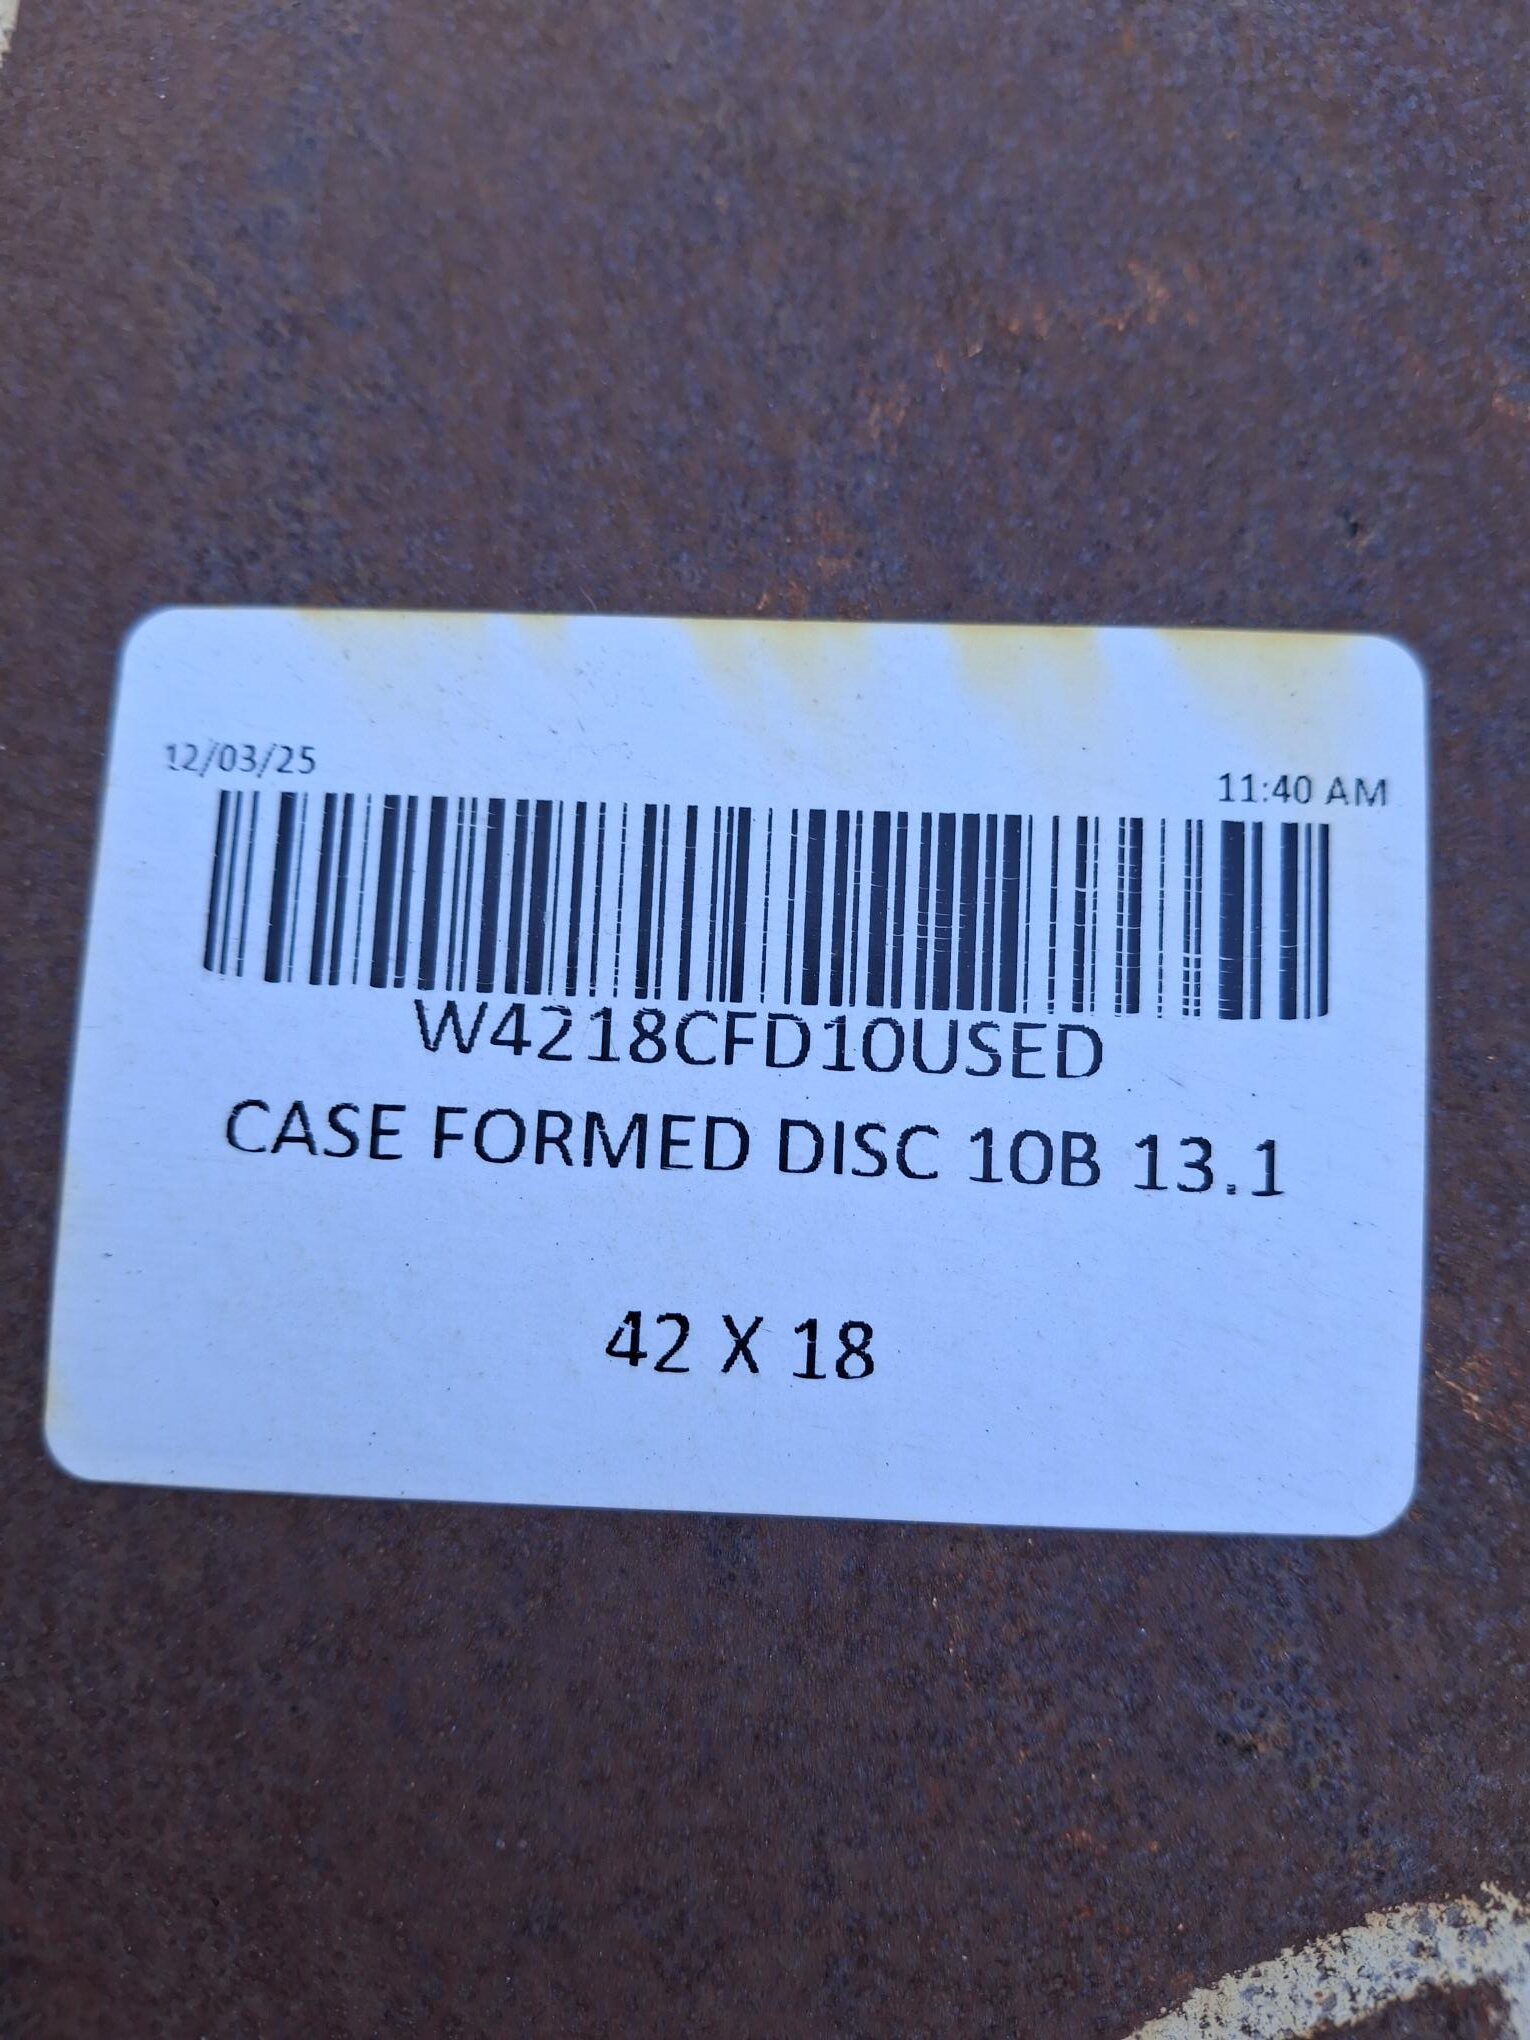 12/03/25
11:40 AM
W4218CFD10USED
CASE FORMED DISC 10B 13.1
42 X 18